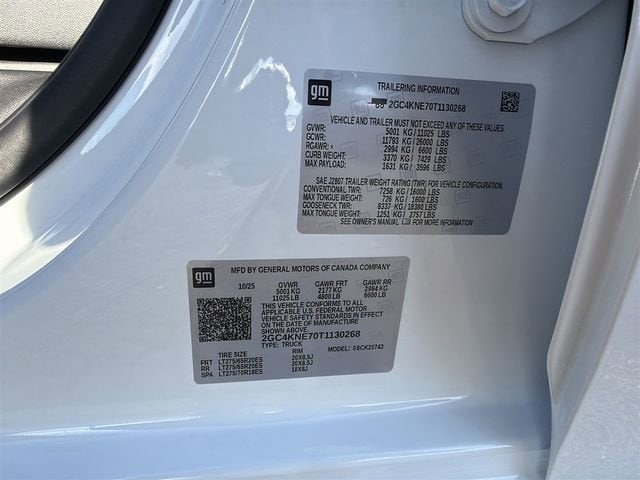 gm
TRAILERING INFORMATION
2GC4KNE70T1130268
VEHICLE AND TRAILER MUST NOT EXCEED ANY OF THESE VALUES.
GVWR: 5001 KG / 11025 LBS
GCWR: 11793 KG / 26000 LBS
RGAWR: 2994 KG / 6600 LBS
CURB WEIGHT: 3370 KG / 7429 LBS
MAX PAYLOAD: 1631 KG / 3596 LBS
SAE J2807 TRAILER WEIGHT RATING (TWR) FOR VEHICLE CONFIGURATION.
CONVENTIONAL TWR: 7258 KG / 16000 LBS
MAX TONGUE WEIGHT: 726 KG / 1600 LBS
GOOSENECK TWR: 8337 KG / 18380 LBS
MAX TONGUE WEIGHT: 1251 KG / 2757 LBS
SEE OWNER'S MANUAL FOR MORE INFORMATION
gm
MFD BY GENERAL MOTORS OF CANADA COMPANY
10/25 GVWR GAWR FRT GAWR RR
5001 KG 2177 KG 2994 KG
11025 LB 4800 LB 6600 LB
THIS VEHICLE CONFORMS TO ALL
APPLICABLE U.S. FEDERAL MOTOR
VEHICLE SAFETY STANDARDS IN EFFECT
ON THE DATE OF MANUFACTURE
SHOWN ABOVE.
2GC4KNE70T1130268
TYPE: TRUCK
TIRE SIZE RIM MODEL:
FRT LT275/65R20ES 20X8.5J
RR LT275/65R20ES 20X8.5J
SPA LT275/70R18ES 18X8J